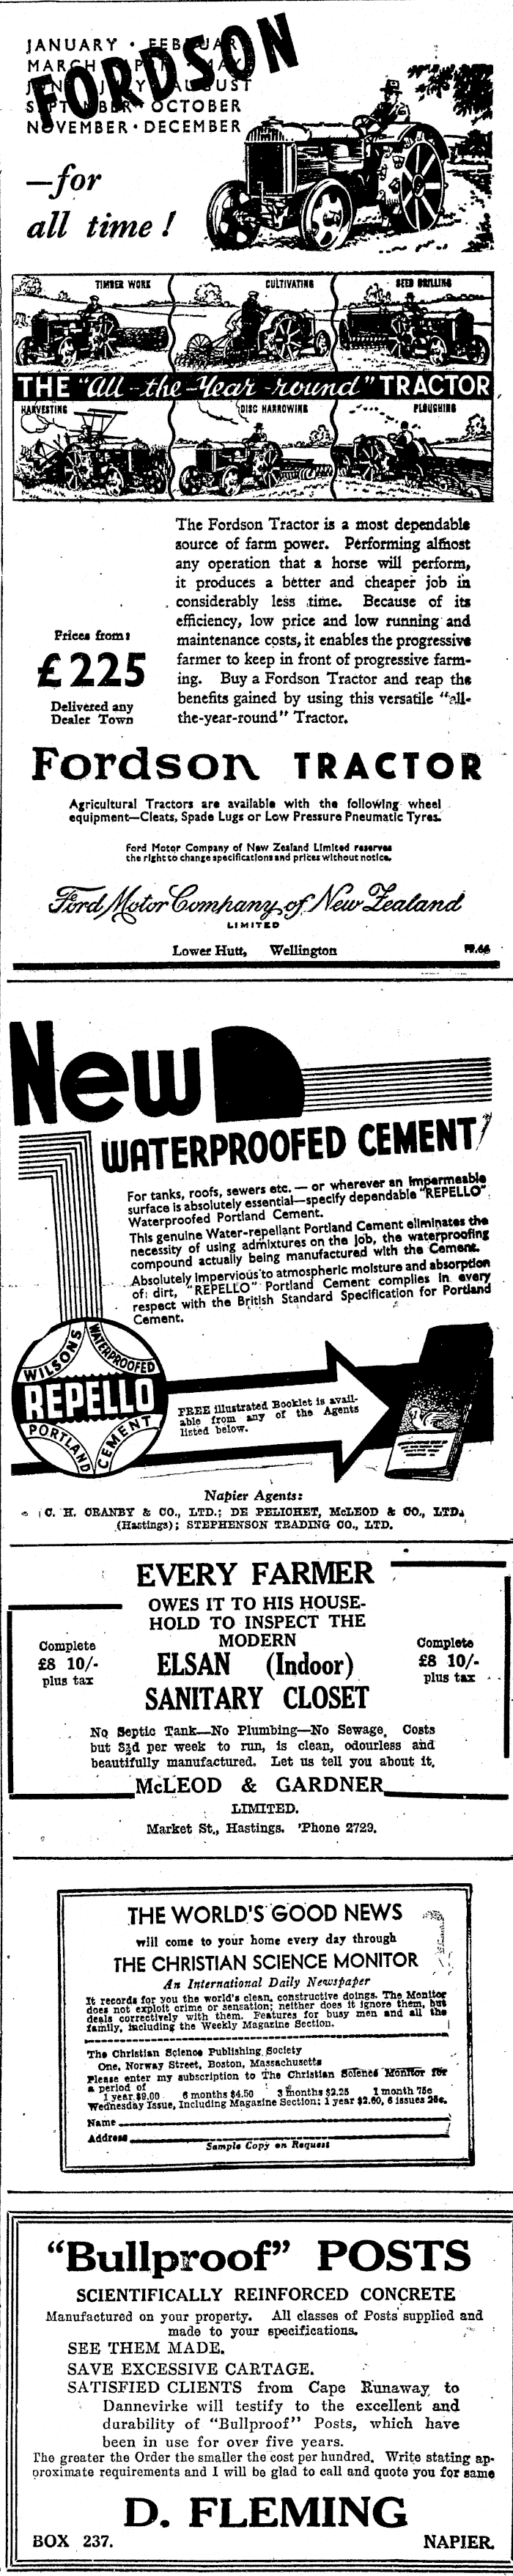 FORDSON
JANUARY • FEBRUARY
MARCH • APRIL • MAY
JUNE • JULY • AUGUST
SEPTEMBER • OCTOBER
NOVEMBER • DECEMBER
—for
all time!
TIMBER WORK
CULTIVATING
SEED DRILLING
THE "all-the-Year-round" TRACTOR
HARVESTING
DISC HARROWING
PLOUGHING
The Fordson Tractor is a most dependable
source of farm power. Performing almost
any operation that a horse will perform,
it produces a better and cheaper job in
considerably less time. Because of its
efficiency, low price and low running and
maintenance costs, it enables the progressive
farmer to keep in front of progressive farm-
ing. Buy a Fordson Tractor and reap the
benefits gained by using this versatile "all-
the-year-round" Tractor.
Prices from:
£225
Delivered any
Dealer Town
Fordson TRACTOR
Agricultural Tractors are available with the following wheel
equipment—Cleats, Spade Lugs or Low Pressure Pneumatic Tyres.
Ford Motor Company of New Zealand Limited reserves
the right to change specifications and prices without notice.
Ford Motor Company of New Zealand
LIMITED
Lower Hutt, Wellington
New
WATERPROOFED CEMENT!
For tanks, roofs, sewers etc. — or wherever an impermeable
surface is absolutely essential—specify dependable "REPELLO"
Waterproofed Portland Cement.
This genuine Water-repellant Portland Cement eliminates the
necessity of using admixtures on the job, the waterproofing
compound actually being manufactured with the Cement.
Absolutely impervious to atmospheric moisture and absorption
of dirt, "REPELLO" Portland Cement complies in every
respect with the British Standard Specification for Portland
Cement.
WILSONS WATERPROOFED
REPELLO
PORTLAND CEMENT
FREE illustrated Booklet is avail-
able from any of the Agents
listed below.
Napier Agents:
C. H. CRANBY & CO., LTD.; DE PELICHET, McLEOD & CO., LTD.
(Hastings); STEPHENSON TRADING CO., LTD.
EVERY FARMER
OWES IT TO HIS HOUSE-
HOLD TO INSPECT THE
MODERN
ELSAN (Indoor)
SANITARY CLOSET
Complete
£8 10/-
plus tax
Complete
£8 10/-
plus tax
No Septic Tank—No Plumbing—No Sewage. Costs
but 3½d per week to run, is clean, odourless and
beautifully manufactured. Let us tell you about it.
McLEOD & GARDNER
LIMITED.
Market St., Hastings. 'Phone 2729.
THE WORLD'S GOOD NEWS
will come to your home every day through
THE CHRISTIAN SCIENCE MONITOR
An International Daily Newspaper
It records for you the world's clean, constructive doings. The Monitor
does not exploit crime or sensation; neither does it ignore them, but
deals correctively with them. Features for busy men and all the
family, including the Weekly Magazine Section.
The Christian Science Publishing Society
One, Norway Street, Boston, Massachusetts
Please enter my subscription to The Christian Science Monitor for
a period of
1 year $9.00 6 months $4.50 3 months $2.25 1 month 75c
Wednesday Issue, Including Magazine Section: 1 year $2.60, 6 issues 25c.
Name
Address
Sample Copy on Request
"Bullproof" POSTS
SCIENTIFICALLY REINFORCED CONCRETE
Manufactured on your property. All classes of Posts supplied and
made to your specifications.
SEE THEM MADE.
SAVE EXCESSIVE CARTAGE.
SATISFIED CLIENTS from Cape Runaway to
Dannevirke will testify to the excellent and
durability of "Bullproof" Posts, which have
been in use for over five years.
The greater the Order the smaller the cost per hundred. Write stating ap-
proximate requirements and I will be glad to call and quote you for same
D. FLEMING
BOX 237. NAPIER.